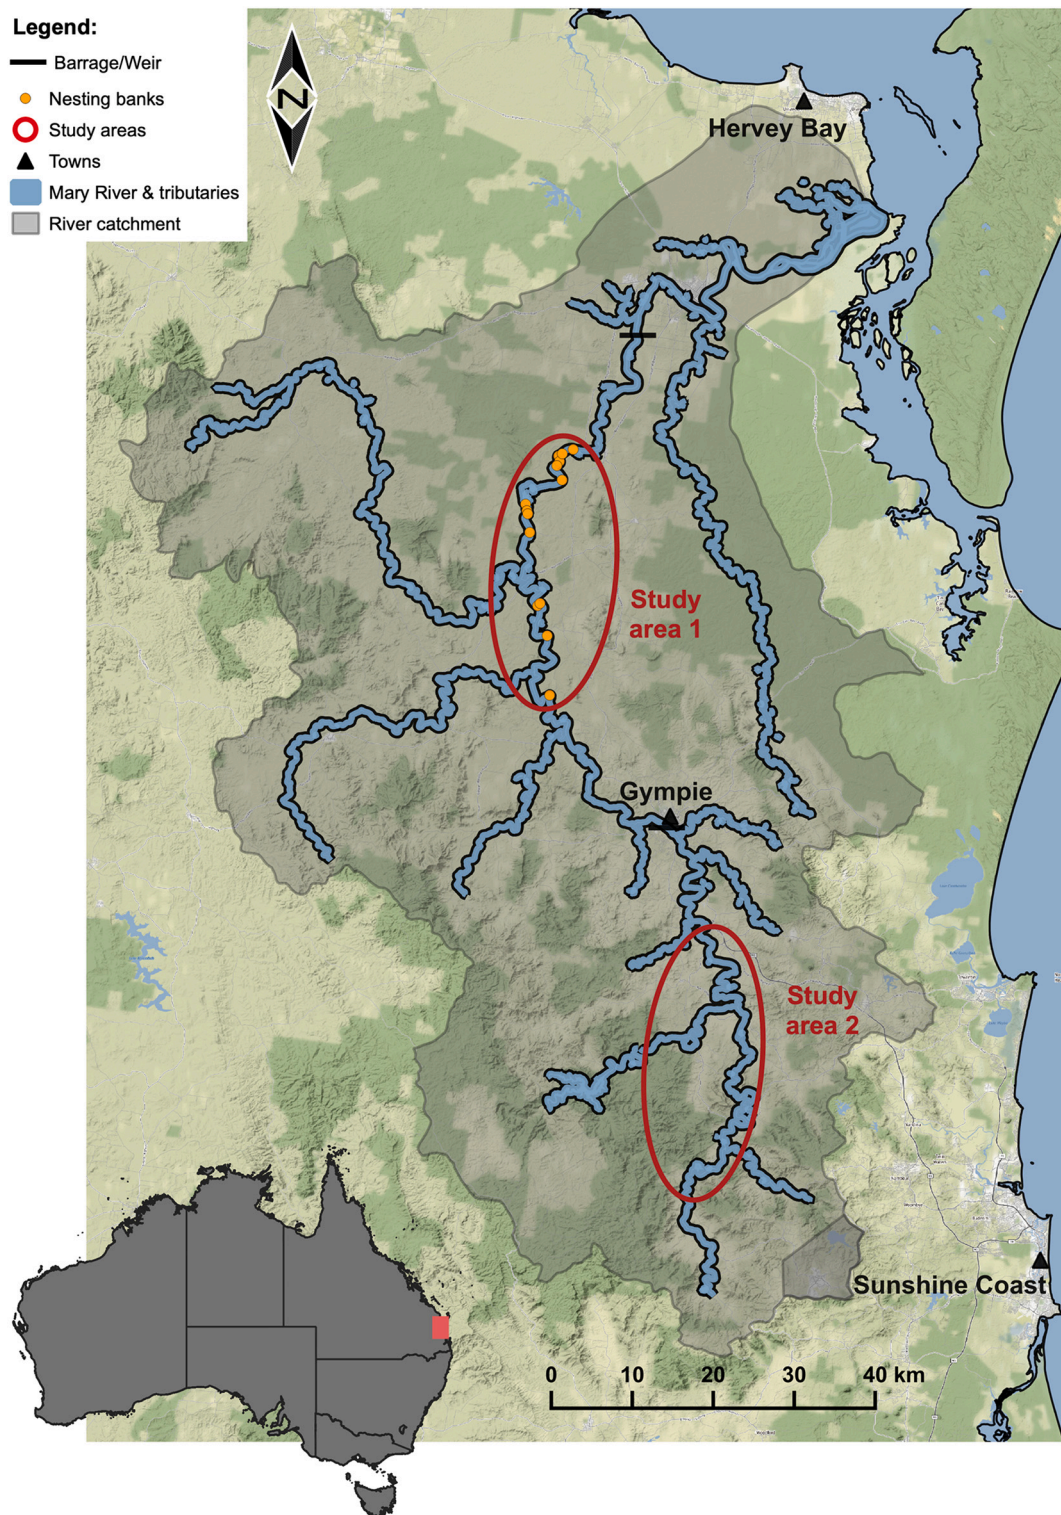 Legend:
Barrage/Weir
Nesting banks
Study areas
Towns
Mary River & tributaries
River catchment
N
Hervey Bay
Study
area 1
Gympie
Study
area 2
Sunshine Coast
0 10 20 30 40 km